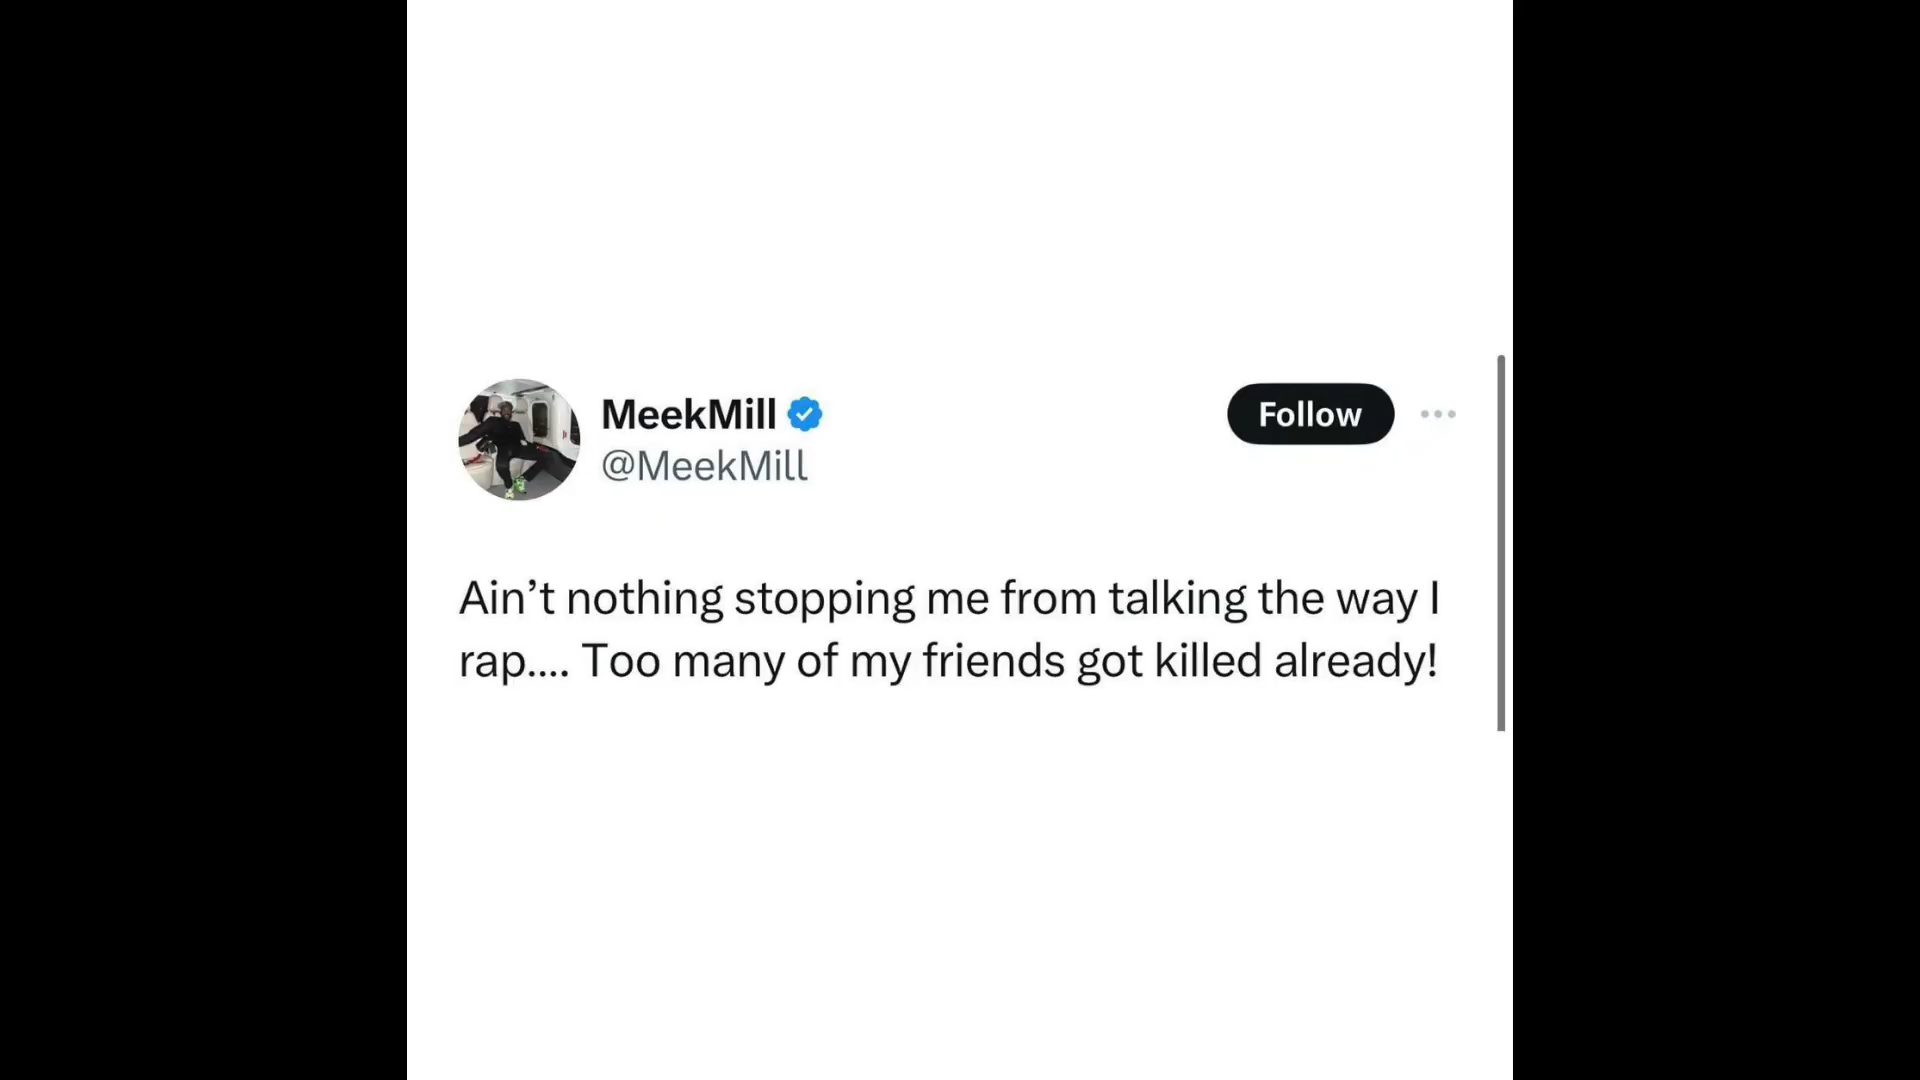 MeekMill
@MeekMill
Follow
Ain’t nothing stopping me from talking the way I
rap.... Too many of my friends got killed already!